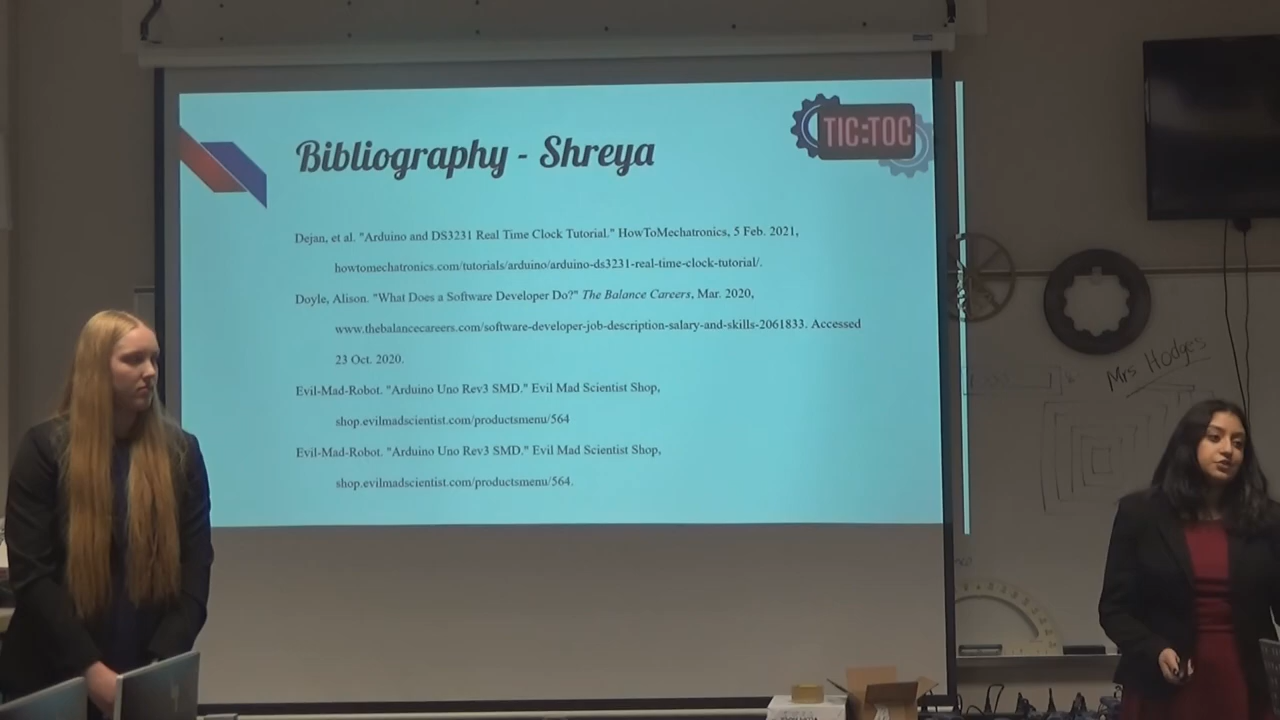 TIC:TOC
Bibliography - Shreya
Dejan, et al. "Arduino and DS3231 Real Time Clock Tutorial." HowToMechatronics, 5 Feb. 2021,
howtomechatronics.com/tutorials/arduino/arduino-ds3231-real-time-clock-tutorial/.
Doyle, Alison. "What Does a Software Developer Do?" The Balance Careers, Mar. 2020,
www.thebalancecareers.com/software-developer-job-description-salary-and-skills-2061833. Accessed
23 Oct. 2020.
Evil-Mad-Robot. "Arduino Uno Rev3 SMD." Evil Mad Scientist Shop,
shop.evilmadscientist.com/productsmenu/564
Evil-Mad-Robot. "Arduino Uno Rev3 SMD." Evil Mad Scientist Shop,
shop.evilmadscientist.com/productsmenu/564.
Mrs Hodges